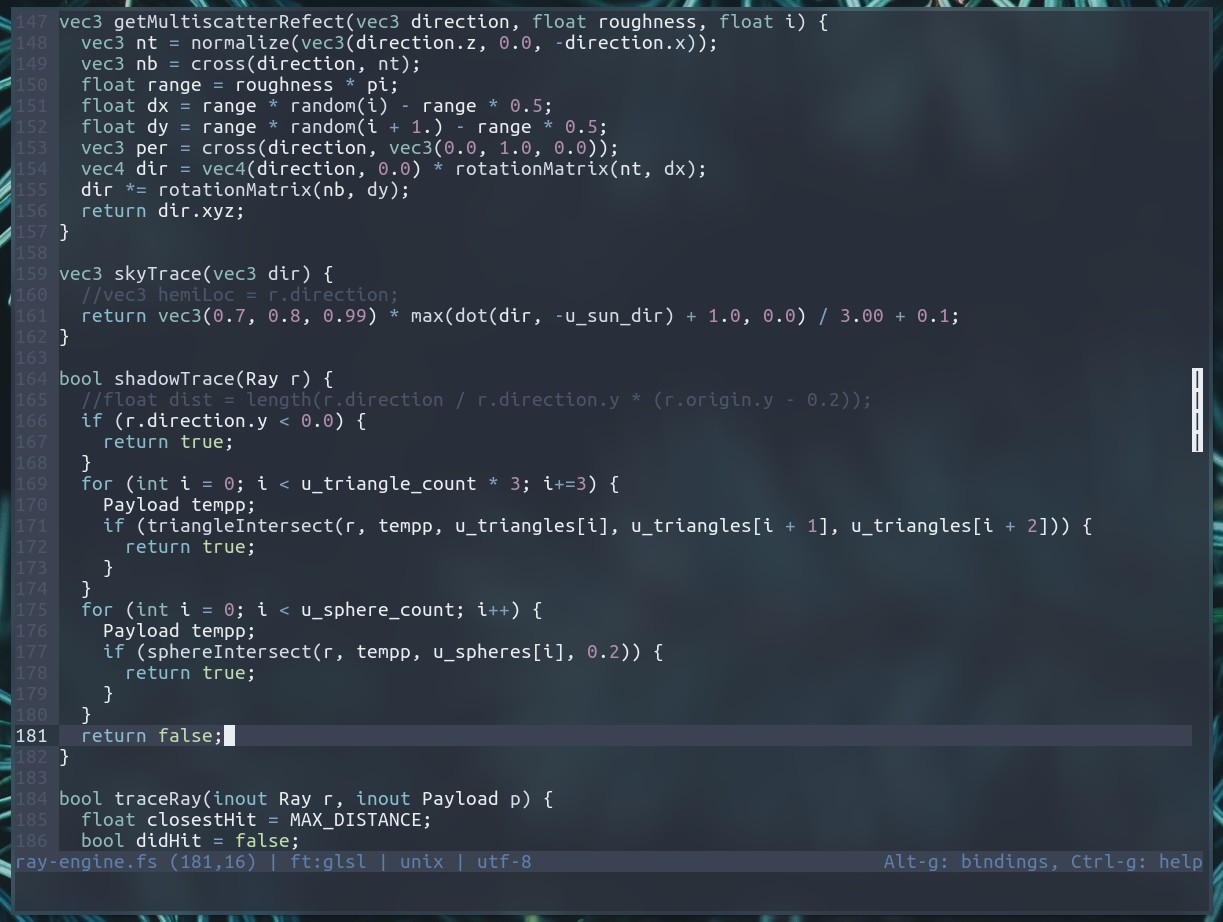 147 vec3 getMultiscatterRefect(vec3 direction, float roughness, float i) {
148   vec3 nt = normalize(vec3(direction.z, 0.0, -direction.x));
149   vec3 nb = cross(direction, nt);
150   float range = roughness * pi;
151   float dx = range * random(i) - range * 0.5;
152   float dy = range * random(i + 1.) - range * 0.5;
153   vec3 per = cross(direction, vec3(0.0, 1.0, 0.0));
154   vec4 dir = vec4(direction, 0.0) * rotationMatrix(nt, dx);
155   dir *= rotationMatrix(nb, dy);
156   return dir.xyz;
157 }
158
159 vec3 skyTrace(vec3 dir) {
160   //vec3 hemiLoc = r.direction;
161   return vec3(0.7, 0.8, 0.99) * max(dot(dir, -u_sun_dir) + 1.0, 0.0) / 3.00 + 0.1;
162 }
163
164 bool shadowTrace(Ray r) {
165   //float dist = length(r.direction / r.direction.y * (r.origin.y - 0.2));
166   if (r.direction.y < 0.0) {
167     return true;
168   }
169   for (int i = 0; i < u_triangle_count * 3; i+=3) {
170     Payload tempp;
171     if (triangleIntersect(r, tempp, u_triangles[i], u_triangles[i + 1], u_triangles[i + 2])) {
172       return true;
173     }
174   }
175   for (int i = 0; i < u_sphere_count; i++) {
176     Payload tempp;
177     if (sphereIntersect(r, tempp, u_spheres[i], 0.2)) {
178       return true;
179     }
180   }
181   return false;
182 }
183
184 bool traceRay(inout Ray r, inout Payload p) {
185   float closestHit = MAX_DISTANCE;
186   bool didHit = false;
ray-engine.fs (181,16) | ft:glsl | unix | utf-8 Alt-g: bindings, Ctrl-g: help